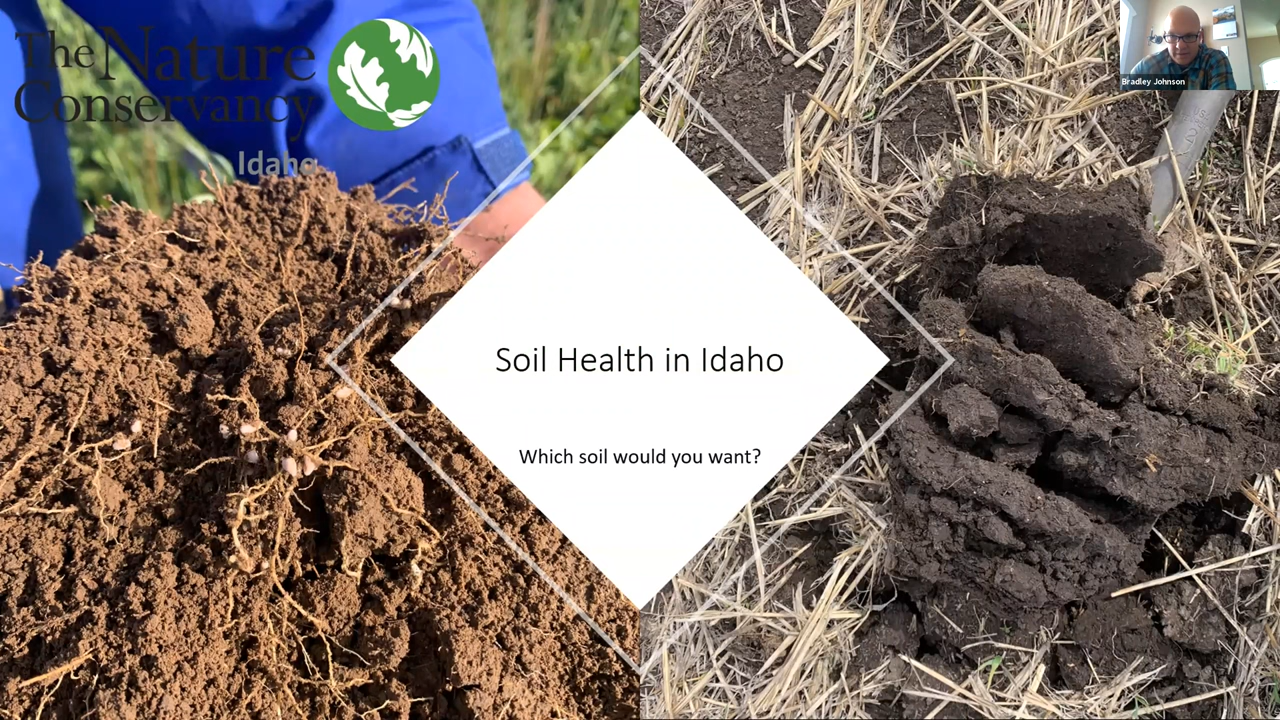 The Nature
Conservancy
Idaho
Bradley Johnson
Soil Health in Idaho
Which soil would you want?